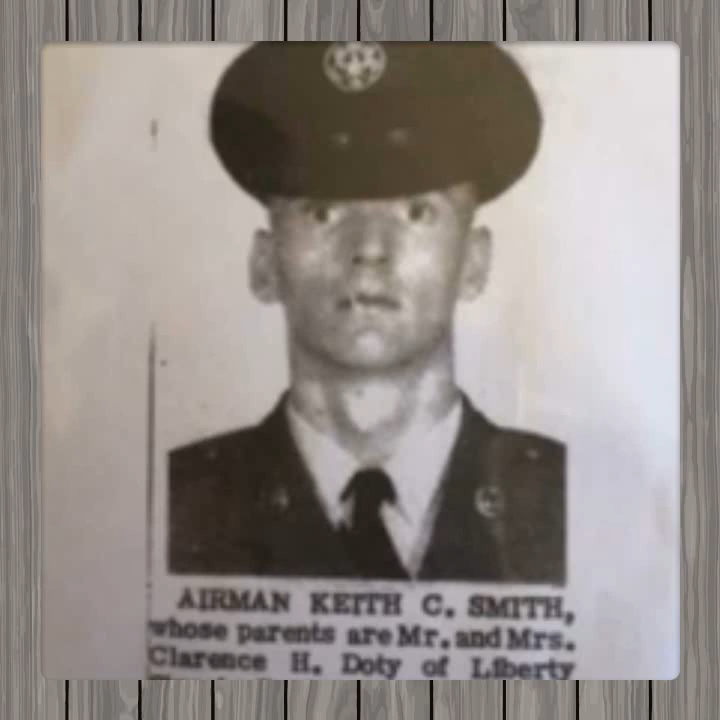 AIRMAN KEITH C. SMITH,
whose parents are Mr. and Mrs.
Clarence H. Doty of Liberty